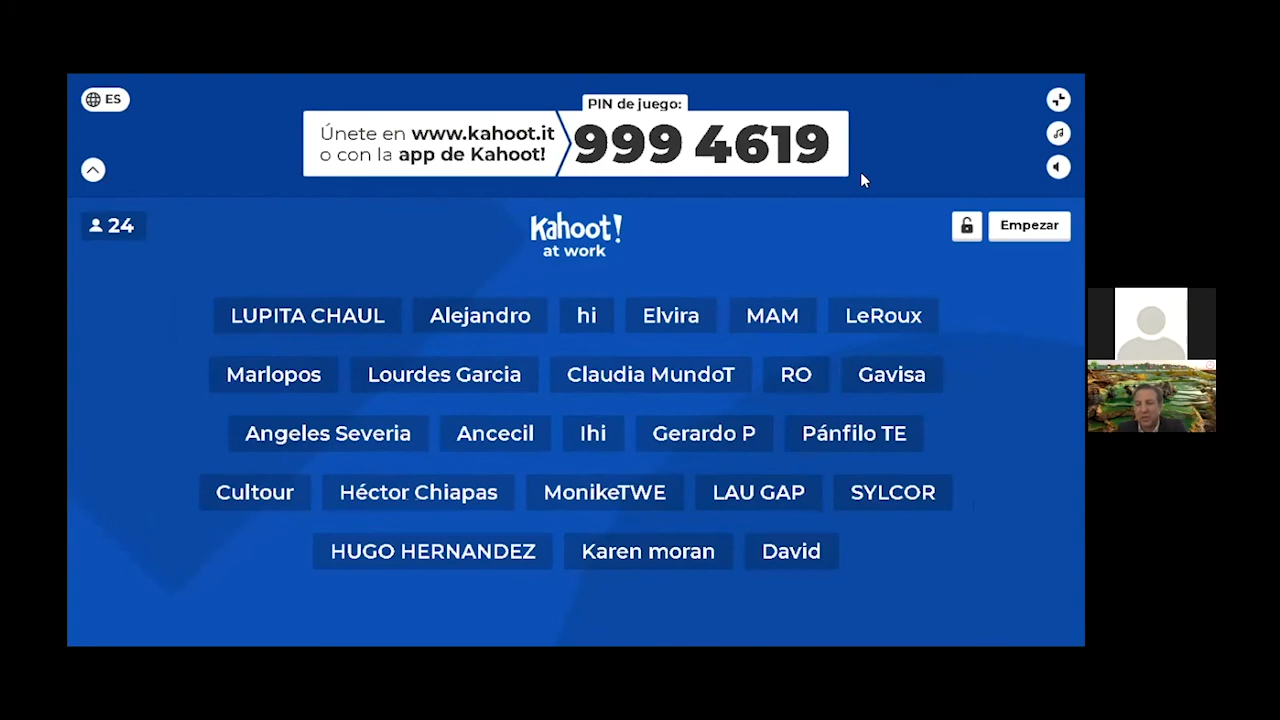 ES
PIN de juego:
Únete en www.kahoot.it
o con la app de Kahoot!
999 4619
24
Kahoot!
at work
Empezar
LUPITA CHAUL Alejandro hi Elvira MAM LeRoux
Marlopos Lourdes Garcia Claudia MundoT RO Gavisa
Angeles Severia Ancecil Ihi Gerardo P Pánfilo TE
Cultour Héctor Chiapas MonikeTWE LAU GAP SYLCOR
HUGO HERNANDEZ Karen moran David